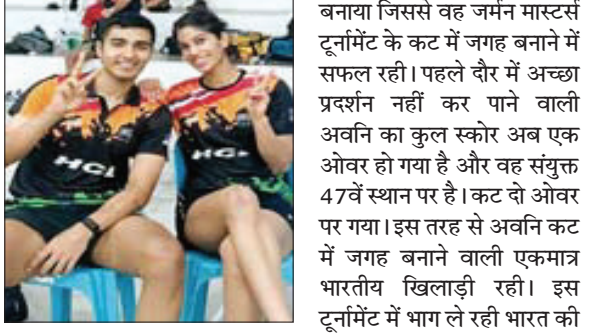 HCL
HCL
बनाया जिससे वह जर्मन मास्टर्स
टूर्नामेंट के कट में जगह बनाने में
सफल रही। पहले दौर में अच्छा
प्रदर्शन नहीं कर पाने वाली
अवनि का कुल स्कोर अब एक
ओवर हो गया है और वह संयुक्त
47वें स्थान पर है। कट दो ओवर
पर गया। इस तरह से अवनि कट
में जगह बनाने वाली एकमात्र
भारतीय खिलाड़ी रही। इस
टूर्नामेंट में भाग ले रही भारत की